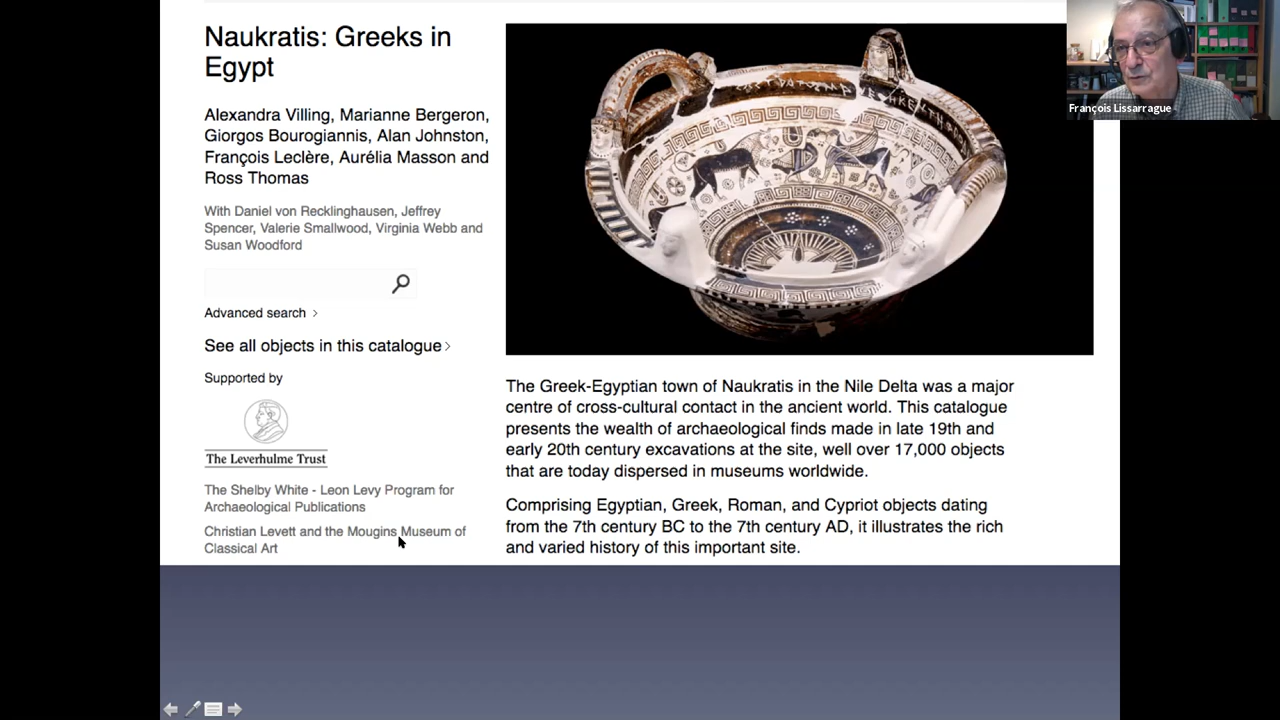 Naukratis: Greeks in
Egypt
Alexandra Villing, Marianne Bergeron,
Giorgos Bourogiannis, Alan Johnston,
François Leclère, Aurélia Masson and
Ross Thomas
With Daniel von Recklinghausen, Jeffrey
Spencer, Valerie Smallwood, Virginia Webb and
Susan Woodford
Advanced search >
See all objects in this catalogue>
Supported by
The Leverhulme Trust
The Shelby White - Leon Levy Program for
Archaeological Publications
Christian Levett and the Mougins Museum of
Classical Art
The Greek-Egyptian town of Naukratis in the Nile Delta was a major
centre of cross-cultural contact in the ancient world. This catalogue
presents the wealth of archaeological finds made in late 19th and
early 20th century excavations at the site, well over 17,000 objects
that are today dispersed in museums worldwide.
Comprising Egyptian, Greek, Roman, and Cypriot objects dating
from the 7th century BC to the 7th century AD, it illustrates the rich
and varied history of this important site.
François Lissarrague